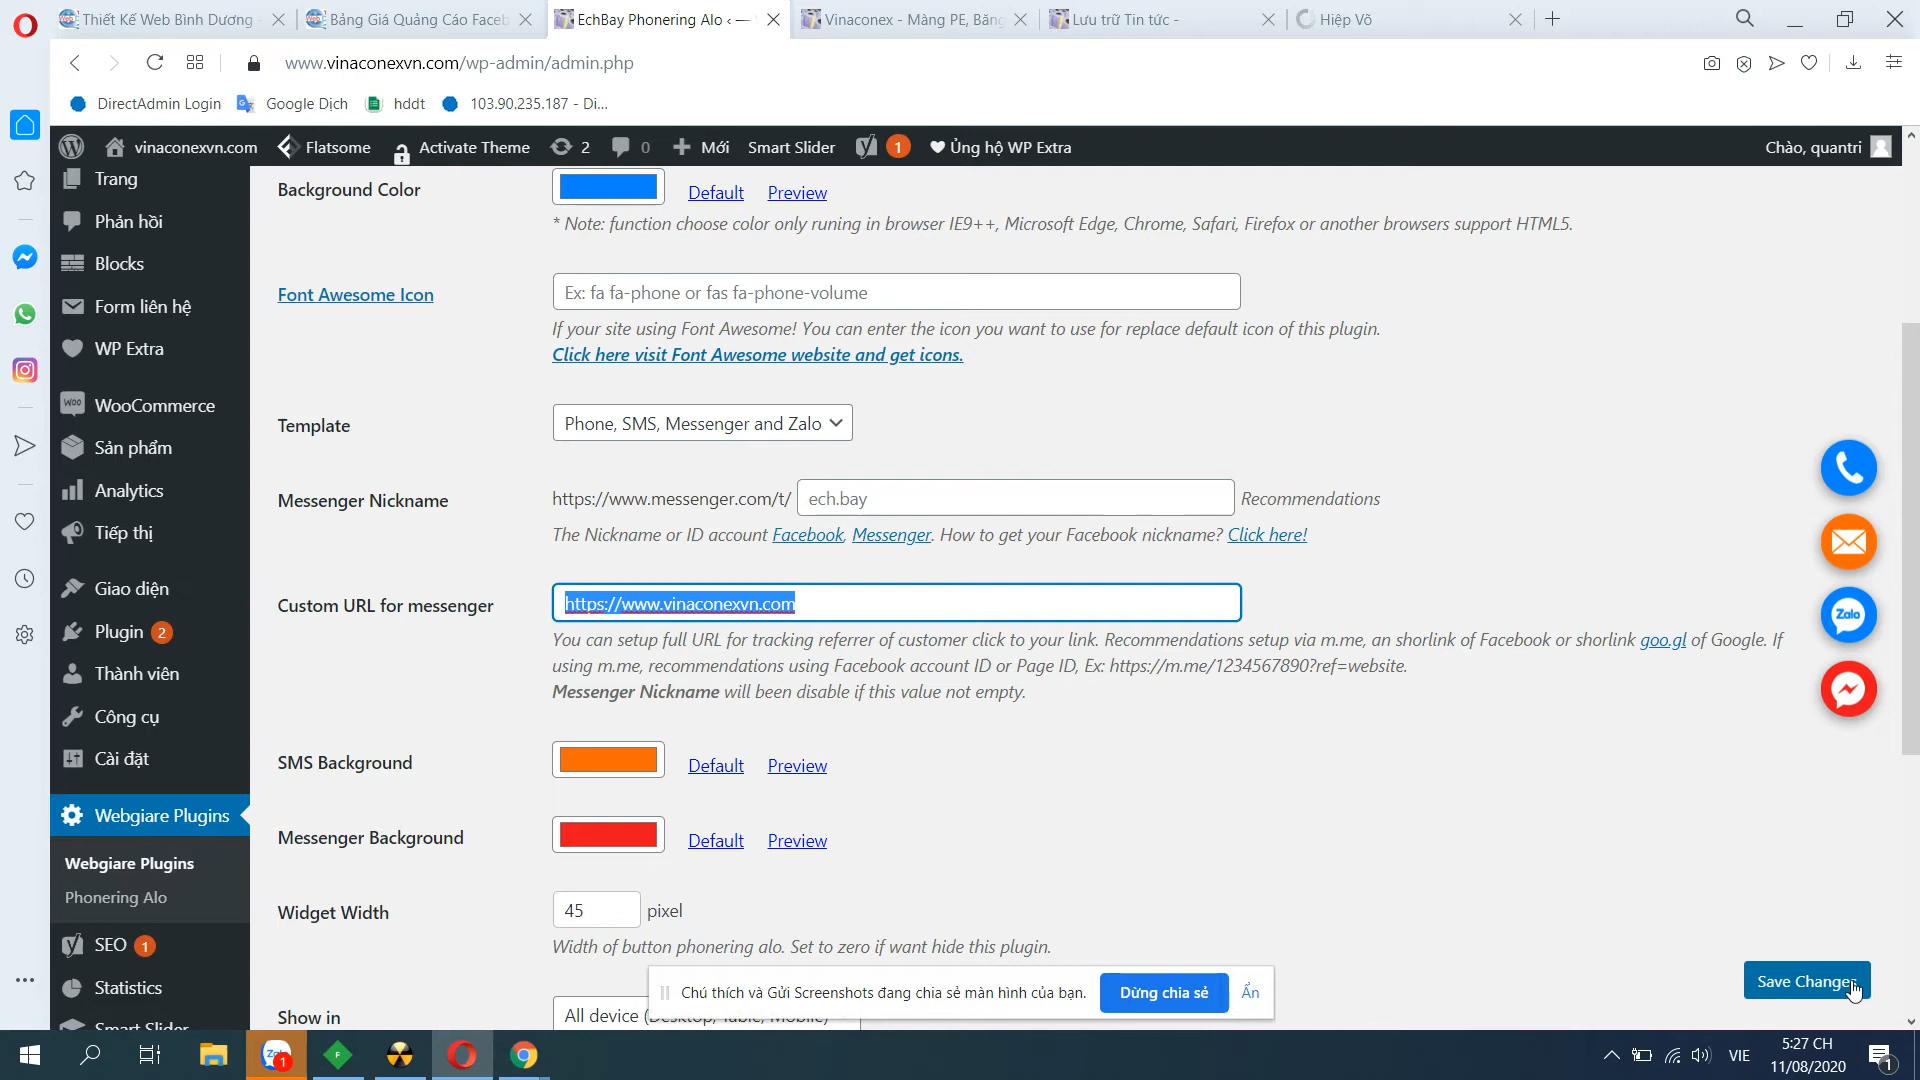 Thiết Kế Web Bình Dương -
Bảng Giá Quảng Cáo Faceb
EchBay Phonering Alo ‹ —
Vinaconex - Màng PE, Băng
Lưu trữ Tin tức -
Hiệp Võ
www.vinaconexvn.com/wp-admin/admin.php
DirectAdmin Login
Google Dịch
hddt
103.90.235.187 - Di...
vinaconexvn.com
Flatsome
Activate Theme
2
0
Mới
Smart Slider
1
Ủng hộ WP Extra
Chào, quantri
Trang
Phản hồi
Blocks
Form liên hệ
WP Extra
WooCommerce
Sản phẩm
Analytics
Tiếp thị
Giao diện
Plugin 2
Thành viên
Công cụ
Cài đặt
Webgiare Plugins
Webgiare Plugins
Phonering Alo
SEO 1
Statistics
Smart Slider
Background Color
Default Preview
* Note: function choose color only runing in browser IE9++, Microsoft Edge, Chrome, Safari, Firefox or another browsers support HTML5.
Font Awesome Icon
Ex: fa fa-phone or fas fa-phone-volume
If your site using Font Awesome! You can enter the icon you want to use for replace default icon of this plugin.
Click here visit Font Awesome website and get icons.
Template
Phone, SMS, Messenger and Zalo
Messenger Nickname
https://www.messenger.com/t/ ech.bay Recommendations
The Nickname or ID account Facebook, Messenger. How to get your Facebook nickname? Click here!
Custom URL for messenger
https://www.vinaconexvn.com
You can setup full URL for tracking referrer of customer click to your link. Recommendations setup via m.me, an shorlink of Facebook or shorlink goo.gl of Google. If
using m.me, recommendations using Facebook account ID or Page ID, Ex: https://m.me/1234567890?ref=website.
Messenger Nickname will been disable if this value not empty.
SMS Background
Default Preview
Messenger Background
Default Preview
Widget Width
45 pixel
Width of button phonering alo. Set to zero if want hide this plugin.
Show in
All device (Desktop, Table, Mobile)
Zalo
Save Changes
Chú thích và Gửi Screenshots đang chia sẻ màn hình của bạn.
Dừng chia sẻ
Ẩn
1
VIE
5:27 CH
11/08/2020
1